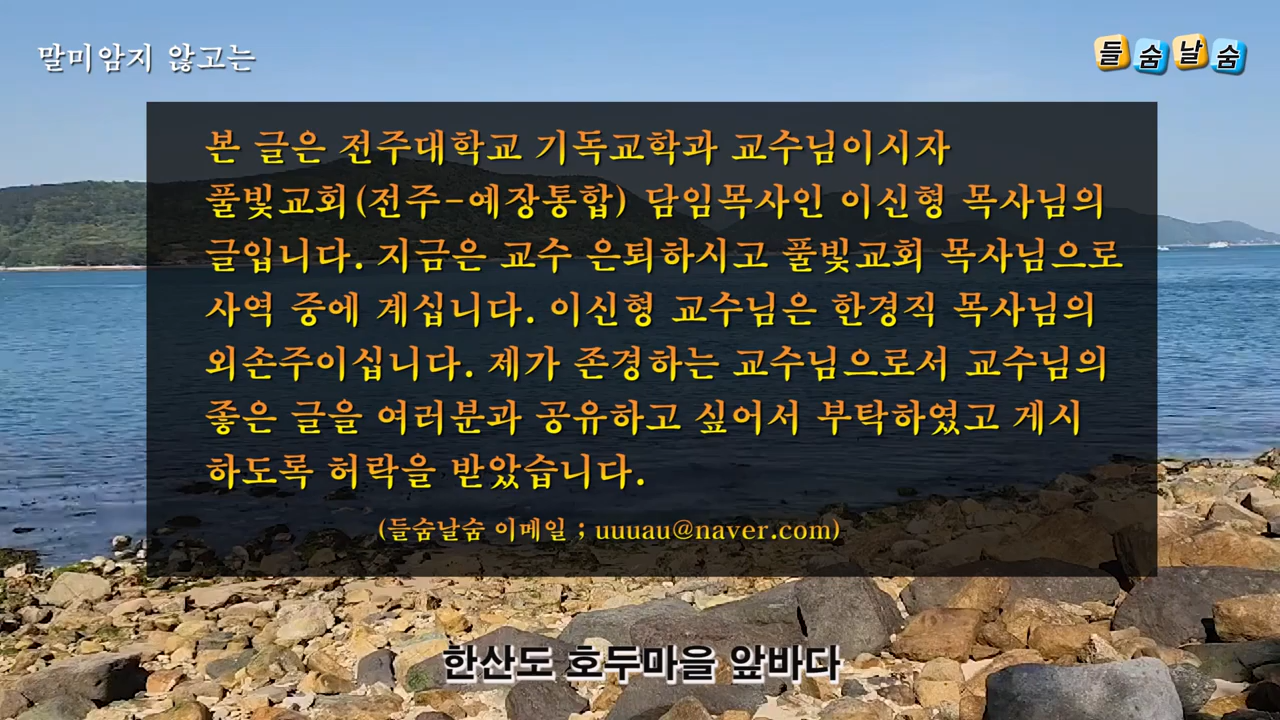 말미암지 않고는
들숨날숨
본 글은 전주대학교 기독교학과 교수님이시자
풀빛교회(전주-예장통합) 담임목사인 이신형 목사님의
글입니다. 지금은 교수 은퇴하시고 풀빛교회 목사님으로
사역 중에 계십니다. 이신형 교수님은 한경직 목사님의
외손주이십니다. 제가 존경하는 교수님으로서 교수님의
좋은 글을 여러분과 공유하고 싶어서 부탁하였고 게시
하도록 허락을 받았습니다.
(들숨날숨 이메일 ; uuuau@naver.com)
한산도 호두마을 앞바다